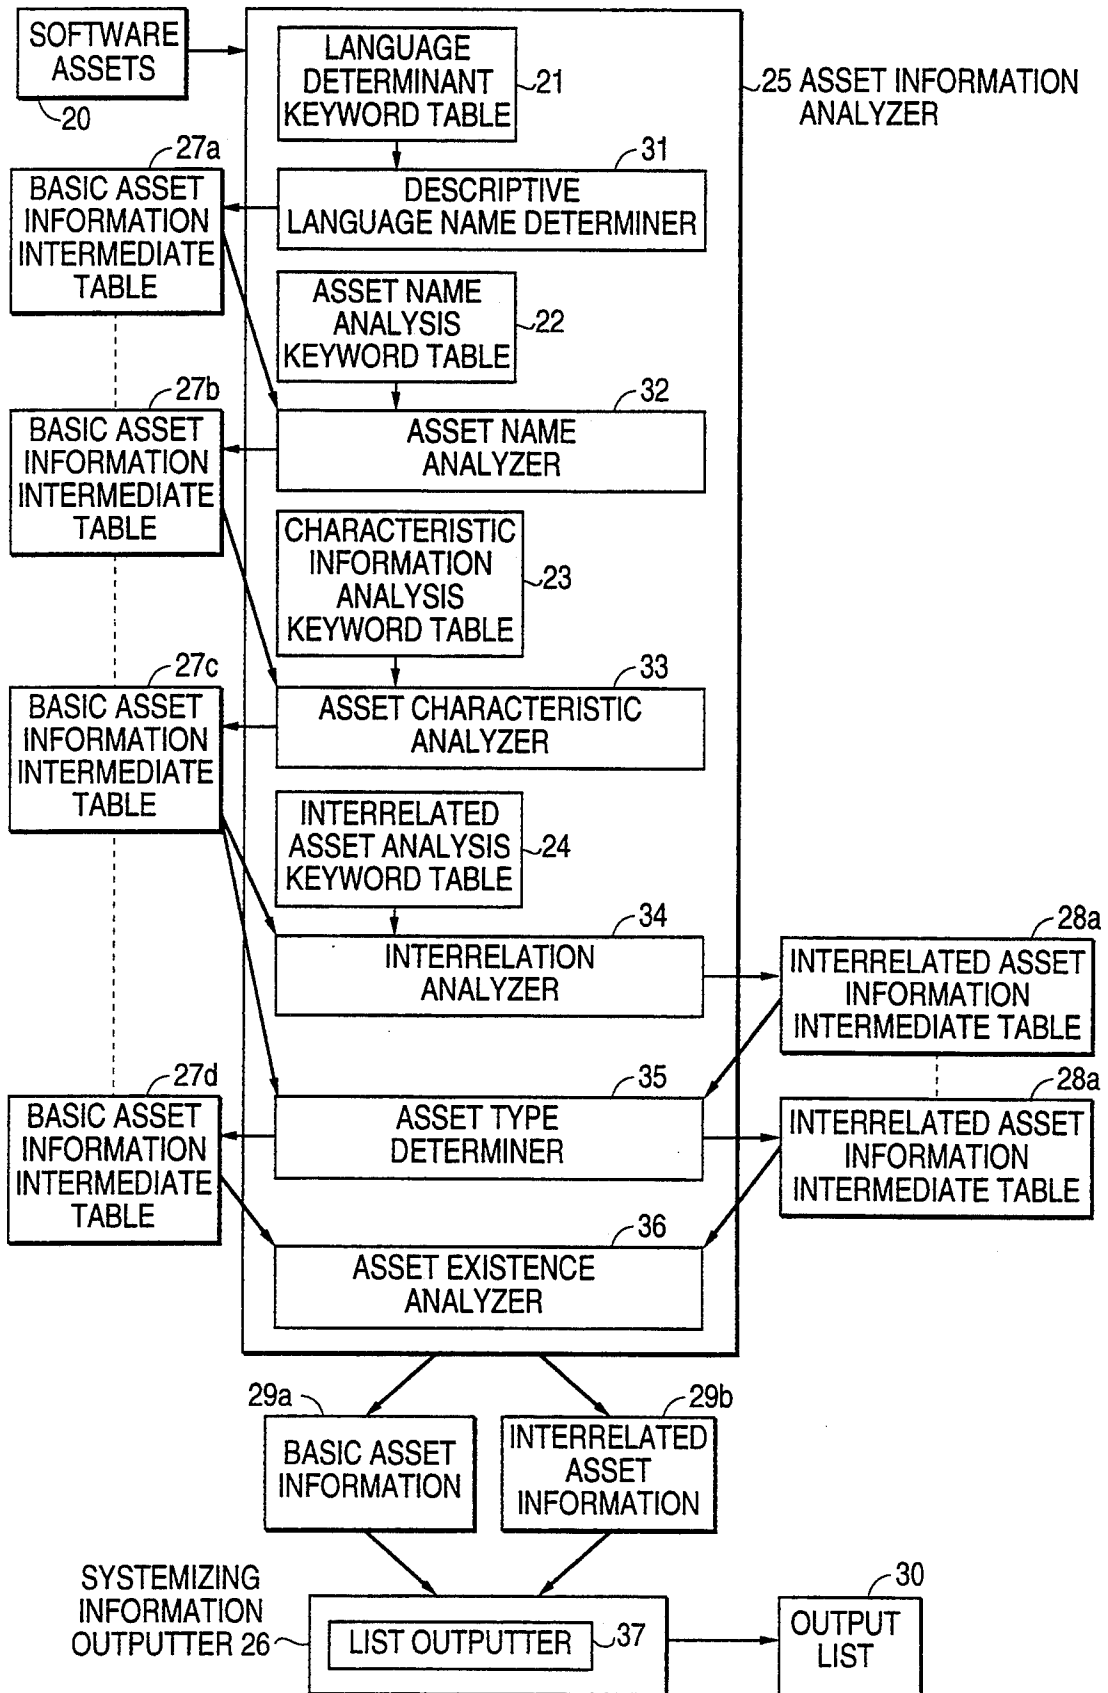 SOFTWARE
ASSETS
20
LANGUAGE
DETERMINANT
KEYWORD TABLE
21
25 ASSET INFORMATION
ANALYZER
27a
BASIC ASSET
INFORMATION
INTERMEDIATE
TABLE
31
DESCRIPTIVE
LANGUAGE NAME DETERMINER
ASSET NAME
ANALYSIS
KEYWORD TABLE
22
27b
BASIC ASSET
INFORMATION
INTERMEDIATE
TABLE
32
ASSET NAME
ANALYZER
CHARACTERISTIC
INFORMATION
ANALYSIS
KEYWORD TABLE
23
27c
BASIC ASSET
INFORMATION
INTERMEDIATE
TABLE
33
ASSET CHARACTERISTIC
ANALYZER
INTERRELATED
ASSET ANALYSIS
KEYWORD TABLE
24
34
INTERRELATION
ANALYZER
28a
INTERRELATED ASSET
INFORMATION
INTERMEDIATE TABLE
27d
BASIC ASSET
INFORMATION
INTERMEDIATE
TABLE
35
ASSET TYPE
DETERMINER
28a
INTERRELATED ASSET
INFORMATION
INTERMEDIATE TABLE
36
ASSET EXISTENCE
ANALYZER
29a
BASIC ASSET
INFORMATION
29b
INTERRELATED
ASSET
INFORMATION
SYSTEMIZING
INFORMATION
OUTPUTTER 26
LIST OUTPUTTER
37
30
OUTPUT
LIST